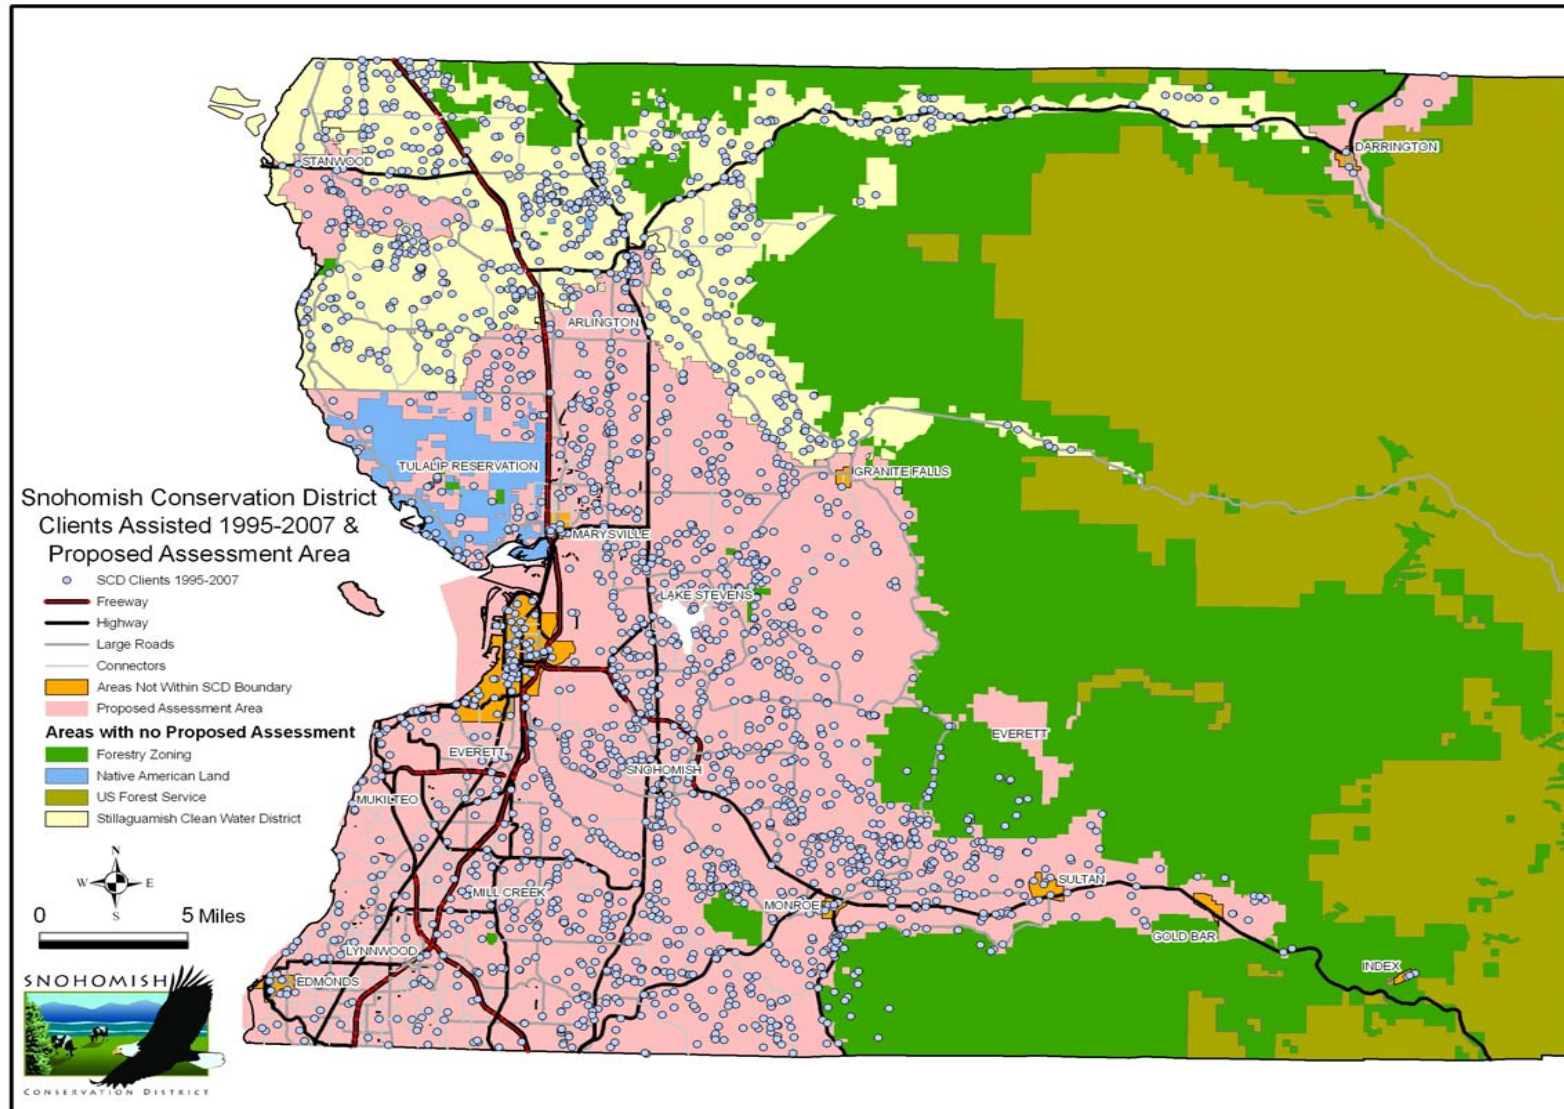 STANWOOD
DARRINGTON
ARLINGTON
TULALIP RESERVATION
GRANITE FALLS
Snohomish Conservation District
Clients Assisted 1995-2007 &
Proposed Assessment Area
MARYSVILLE
SCD Clients 1995-2007
Freeway
LAKE STEVENS
Highway
Large Roads
Connectors
Areas Not Within SCD Boundary
Proposed Assessment Area
Areas with no Proposed Assessment
Forestry Zoning
Native American Land
US Forest Service
Stillaguamish Clean Water District
EVERETT
EVERETT
SNOHOMISH
MUKILTEO
N
W E
S
0 5 Miles
MILL CREEK
SULTAN
MONROE
GOLD BAR
LYNNWOOD
INDEX
EDMONDS
SNOHOMISH
CONSERVATION DISTRICT